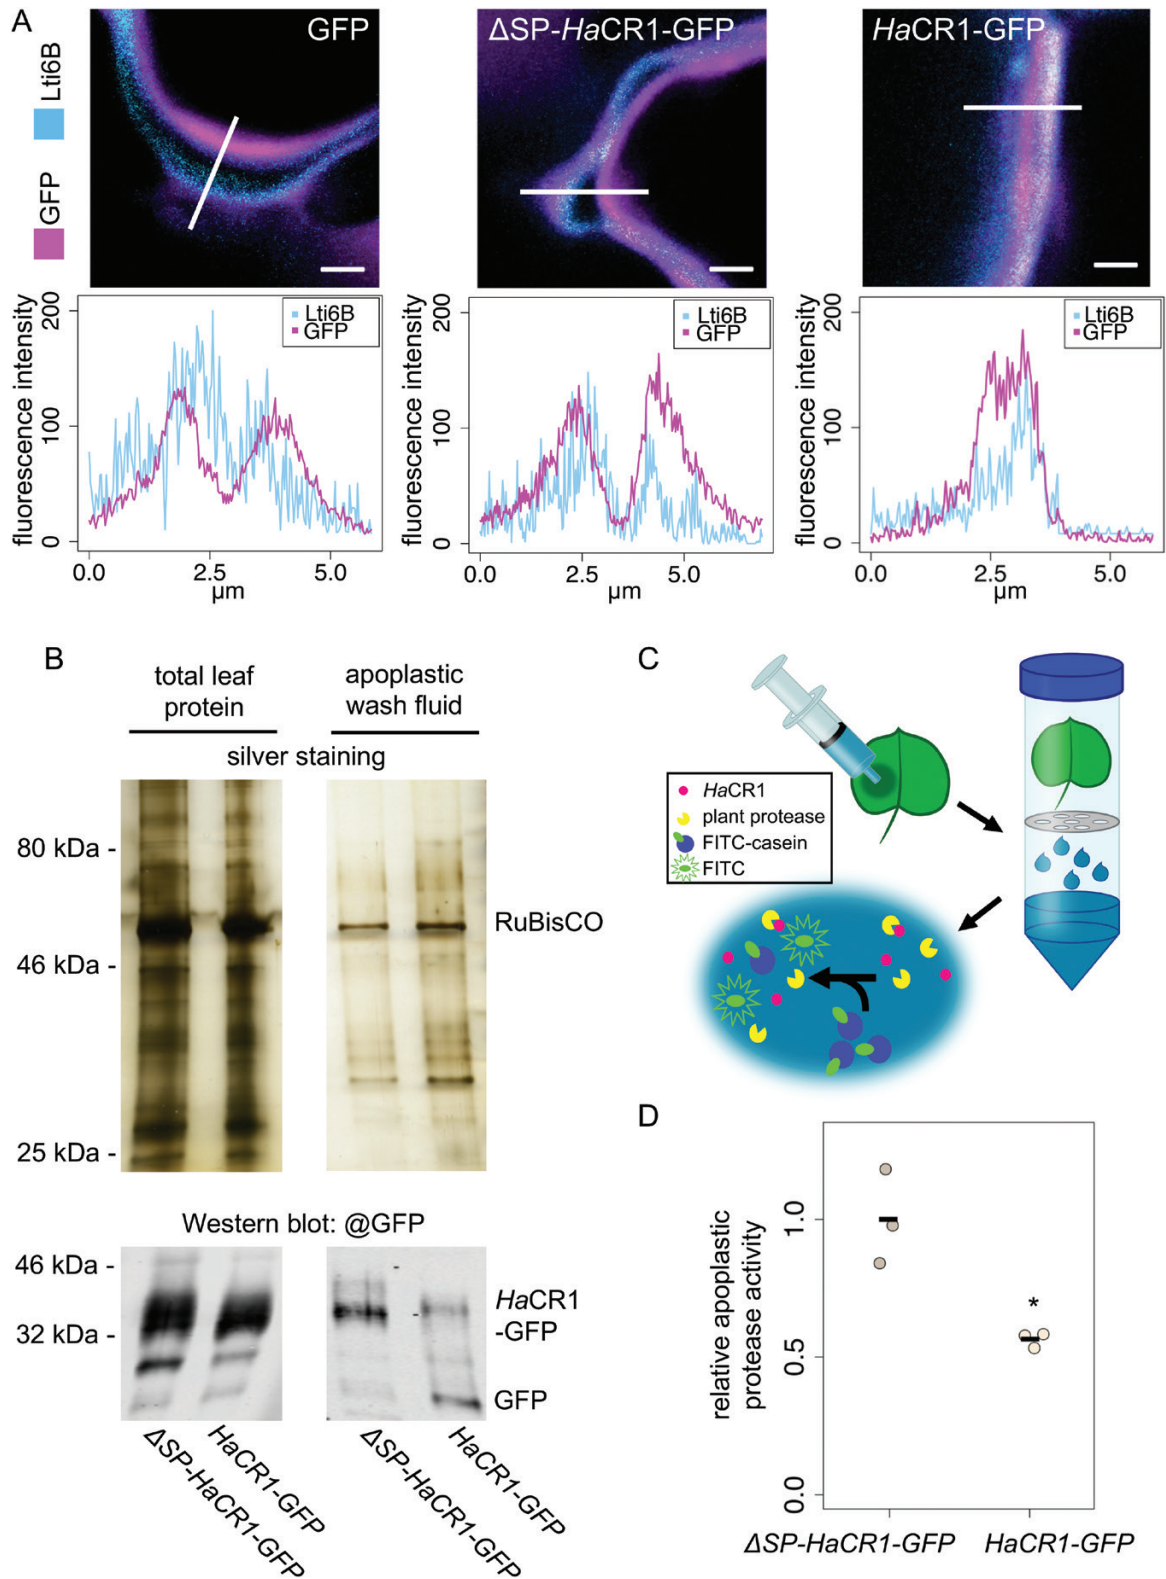 A
Lti6B
GFP
GFP
ΔSP-HaCR1-GFP
HaCR1-GFP
fluorescence intensity
200
100
0
Lti6B
GFP
0.0
2.5
5.0
µm
fluorescence intensity
200
100
0
Lti6B
GFP
0.0
2.5
5.0
µm
fluorescence intensity
200
100
0
Lti6B
GFP
0.0
2.5
5.0
µm
B
total leaf
protein
apoplastic
wash fluid
silver staining
80 kDa -
46 kDa -
25 kDa -
RuBisCO
Western blot: @GFP
46 kDa -
32 kDa -
HaCR1
-GFP
GFP
ΔSP-HaCR1-GFP
HaCR1-GFP
ΔSP-HaCR1-GFP
HaCR1-GFP
C
HaCR1
plant protease
FITC-casein
FITC
D
relative apoplastic
protease activity
1.0
0.5
0.0
*
ΔSP-HaCR1-GFP
HaCR1-GFP